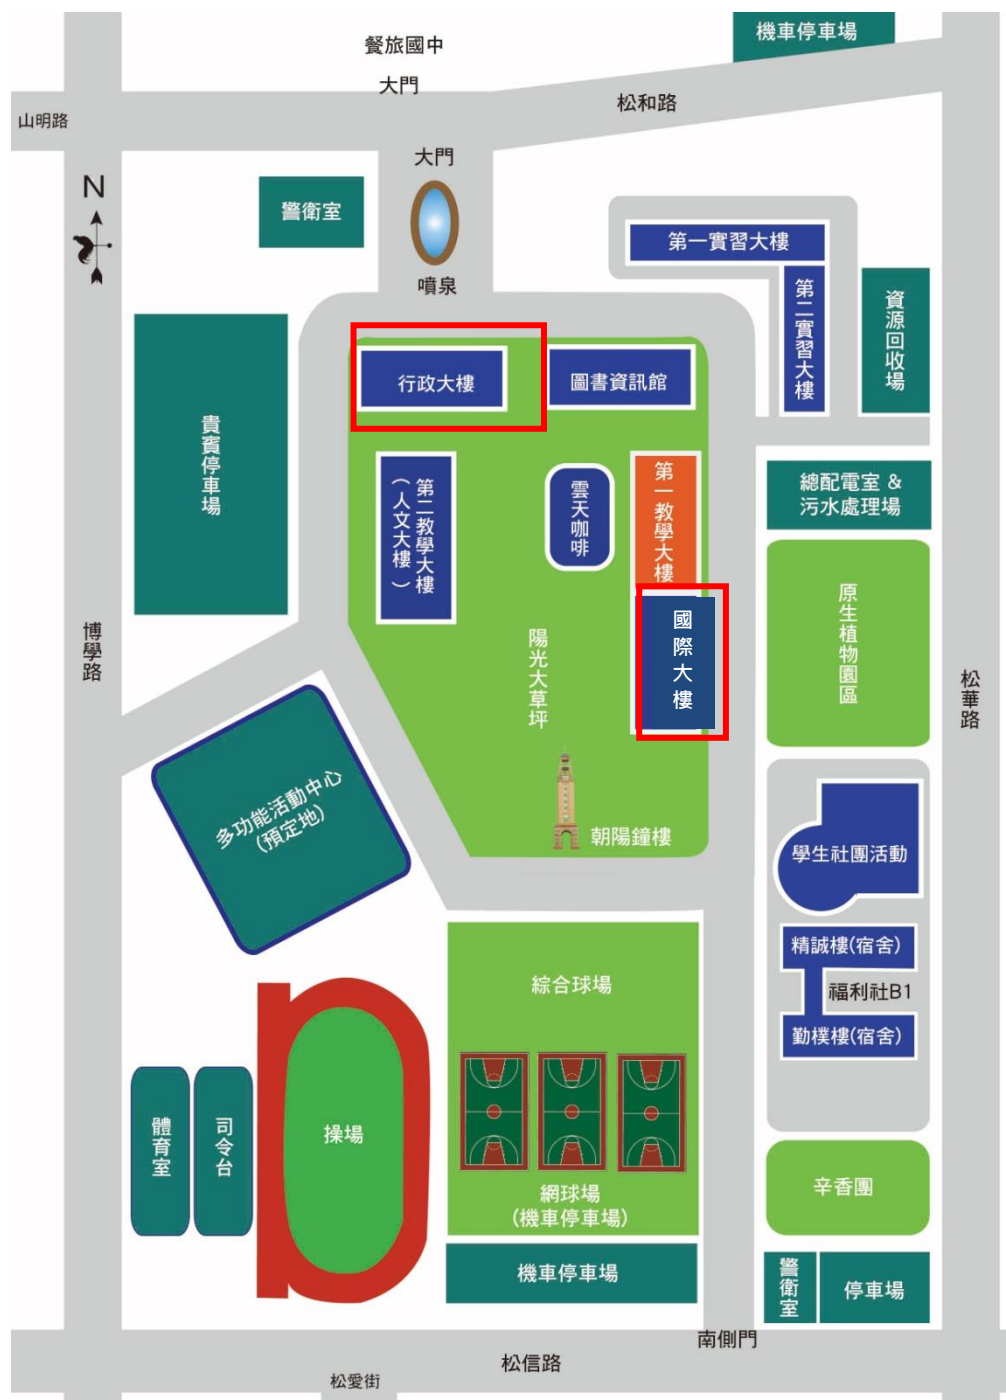 機車停車場
餐旅國中
大門
松和路
山明路
大門
N
警衛室
噴泉
第一實習大樓
第二實習大樓
資源回收場
行政大樓
圖書資訊館
貴賓停車場
第二教學大樓
（人文大樓）
雲天咖啡
第一教學大樓
總配電室 &
污水處理場
國際大樓
原生植物園區
博學路
陽光大草坪
松華路
多功能活動中心
(預定地)
朝陽鐘樓
學生社團活動
精誠樓(宿舍)
福利社B1
勤樸樓(宿舍)
綜合球場
體育室
司令台
操場
網球場
(機車停車場)
辛香園
機車停車場
警衛室
停車場
南側門
松信路
松愛街